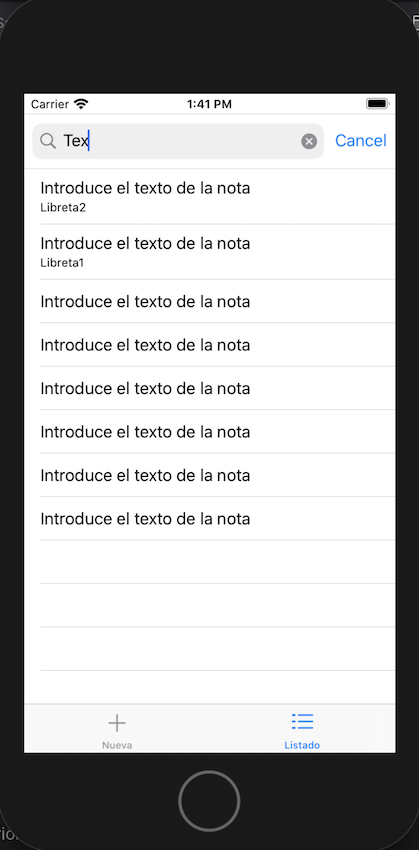 Carrier 1:41 PM
Tex Cancel
Introduce el texto de la nota
Libreta2
Introduce el texto de la nota
Libreta1
Introduce el texto de la nota
Introduce el texto de la nota
Introduce el texto de la nota
Introduce el texto de la nota
Introduce el texto de la nota
Introduce el texto de la nota
Nueva Listado